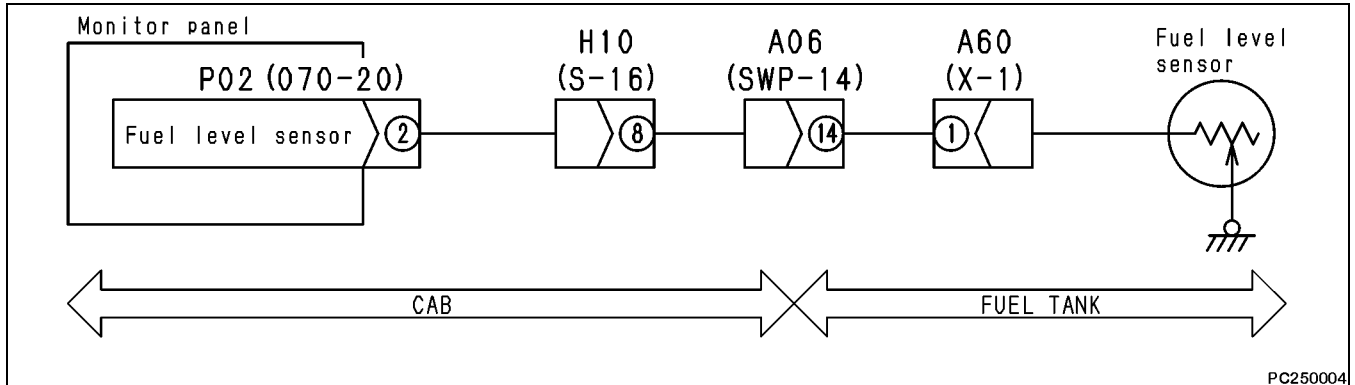 Monitor panel
H10
(S-16)
A06
(SWP-14)
A60
(X-1)
Fuel level
sensor
P02 (070-20)
Fuel level sensor
2
8
14
1
CAB
FUEL TANK
PC250004